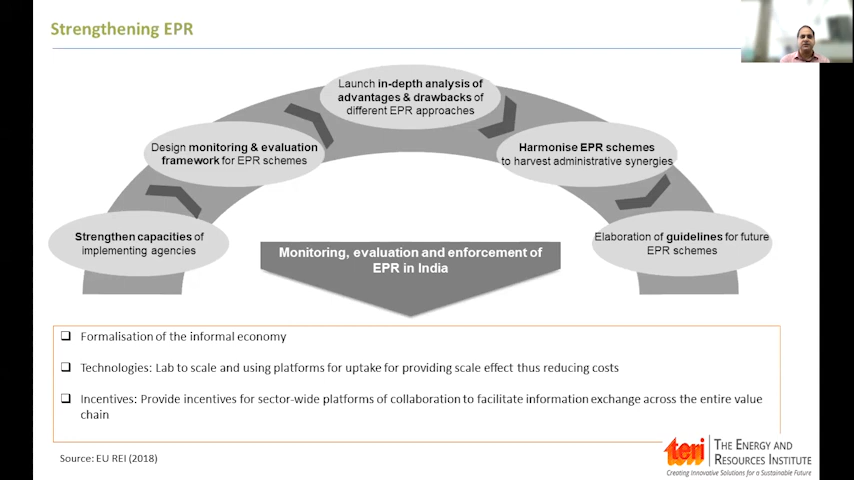 Strengthening EPR
Launch in-depth analysis of
advantages & drawbacks of
different EPR approaches
Design monitoring & evaluation
framework for EPR schemes
Harmonise EPR schemes
to harvest administrative synergies
Strengthen capacities of
implementing agencies
Elaboration of guidelines for future
EPR schemes
Monitoring, evaluation and enforcement of
EPR in India
Formalisation of the informal economy
Technologies: Lab to scale and using platforms for uptake for providing scale effect thus reducing costs
Incentives: Provide incentives for sector-wide platforms of collaboration to facilitate information exchange across the entire value
chain
Source: EU REI (2018)
teri
THE ENERGY AND
RESOURCES INSTITUTE
Creating Innovative Solutions for a Sustainable Future